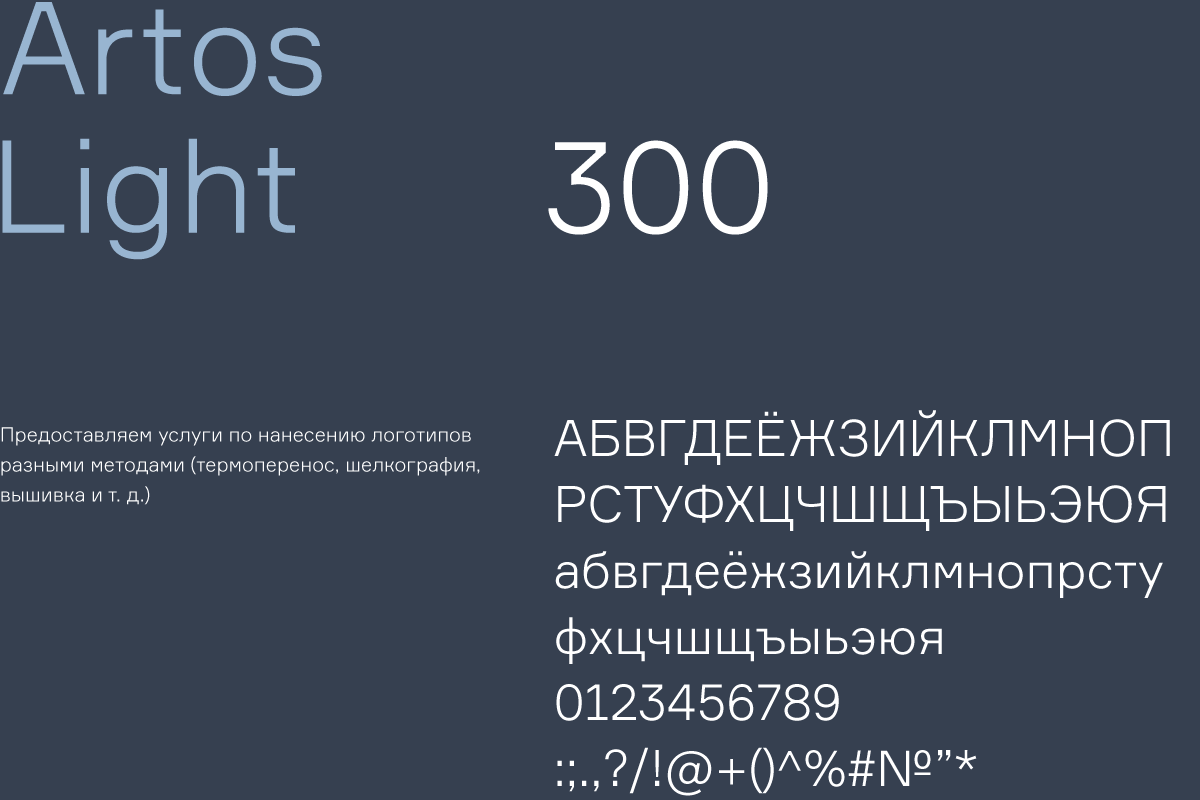 Artos
Light
300
Предоставляем услуги по нанесению логотипов
разными методами (термоперенос, шелкография,
вышивка и т. д.)
АБВГДЕЁЖЗИЙКЛМНОП
РСТУФХЦЧШЩЪЫЬЭЮЯ
абвгдеёжзийклмнопрсту
фхцчшщъыьэюя
0123456789
:;.,?/!@+()^%#№”*